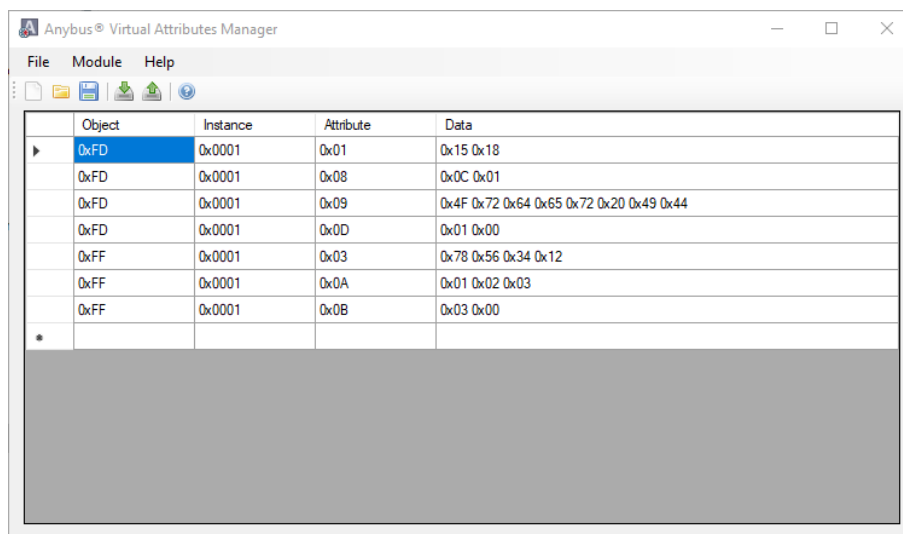 Anybus® Virtual Attributes Manager
File Module Help
Object Instance Attribute Data
0xFD 0x0001 0x01 0x15 0x18
0xFD 0x0001 0x08 0x0C 0x01
0xFD 0x0001 0x09 0x4F 0x72 0x64 0x65 0x72 0x20 0x49 0x44
0xFD 0x0001 0x0D 0x01 0x00
0xFF 0x0001 0x03 0x78 0x56 0x34 0x12
0xFF 0x0001 0x0A 0x01 0x02 0x03
0xFF 0x0001 0x0B 0x03 0x00